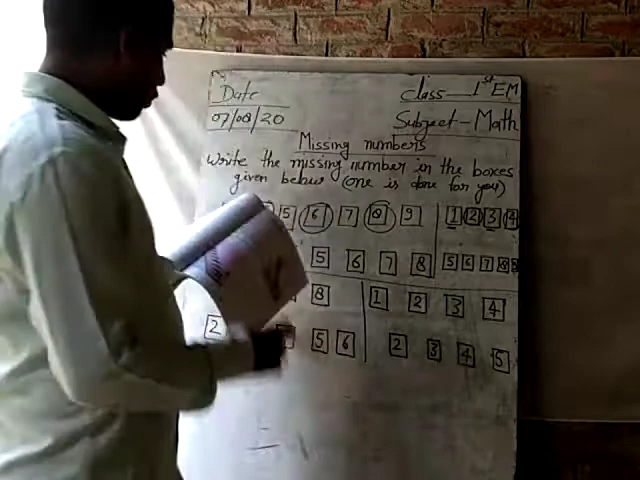 Date
class — 1st EM
07/08/20
Subject - Math
Missing numbers
Write the missing number in the boxes
given below (one is done for you)
5 6 7 8 9 1 2 3 4
5 6 7 8 5 6 7 8
8 1 2 3 4
2 5 6 2 3 4 5